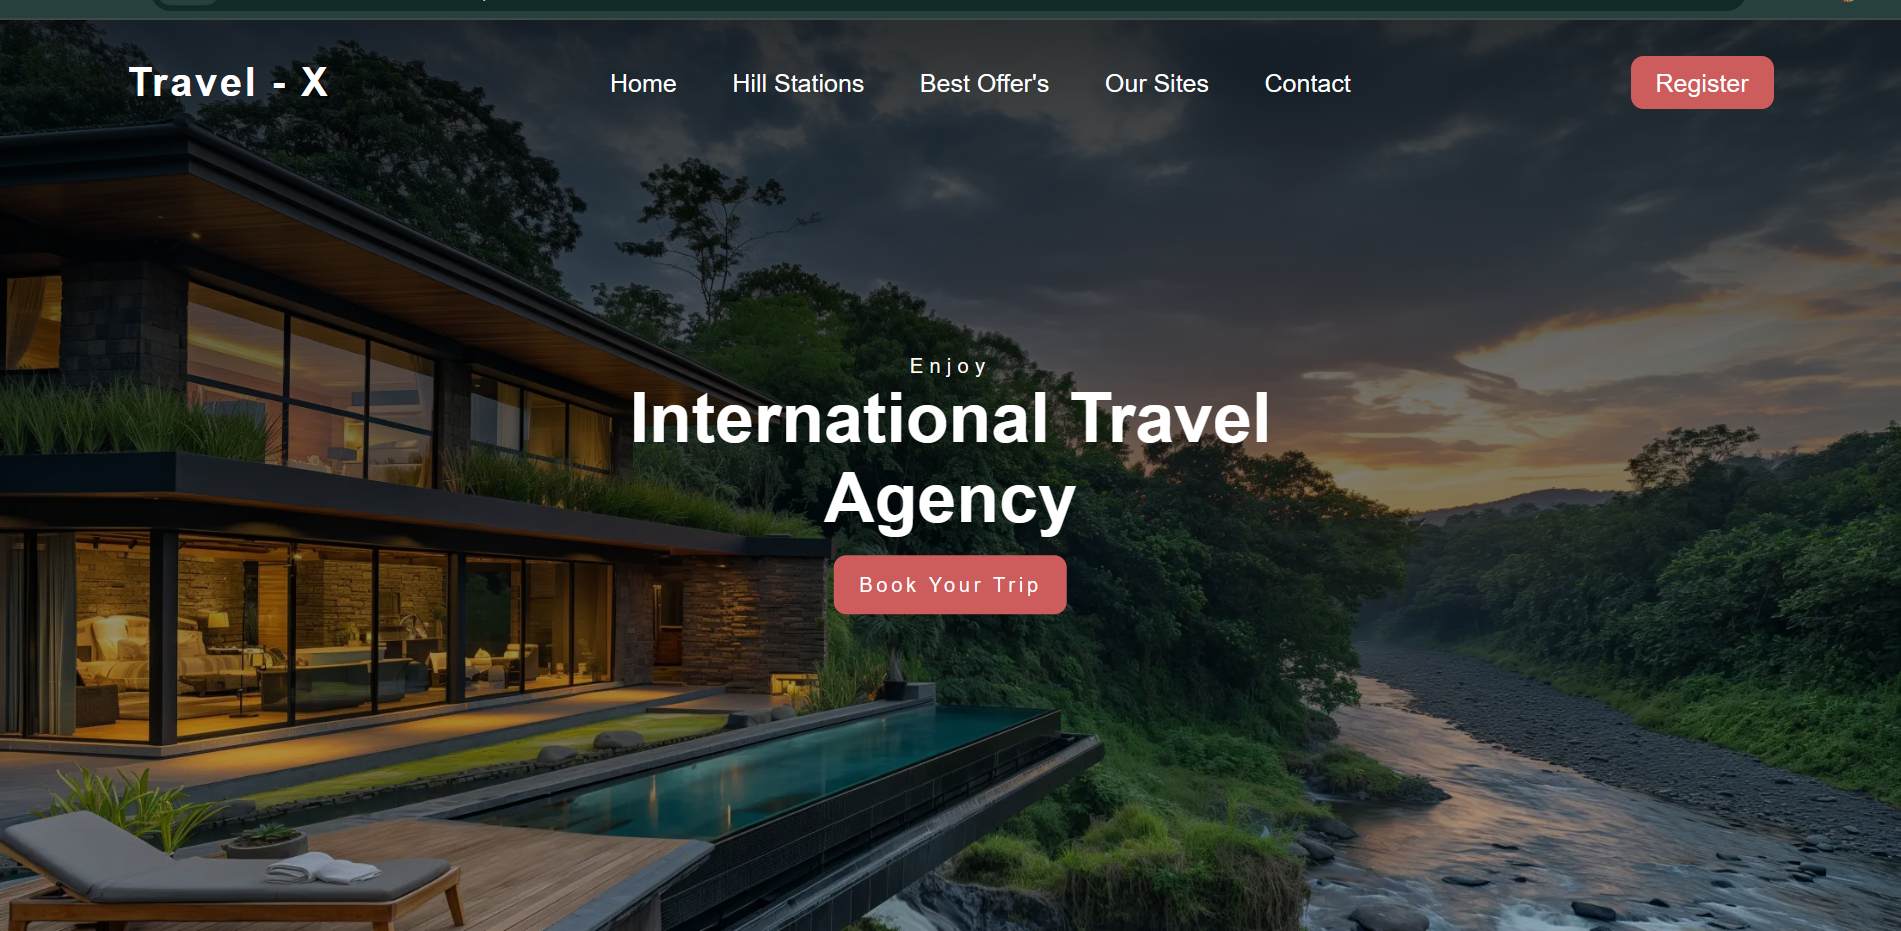 Travel - X
Home
Hill Stations
Best Offer's
Our Sites
Contact
Register
Enjoy
International Travel
Agency
Book Your Trip